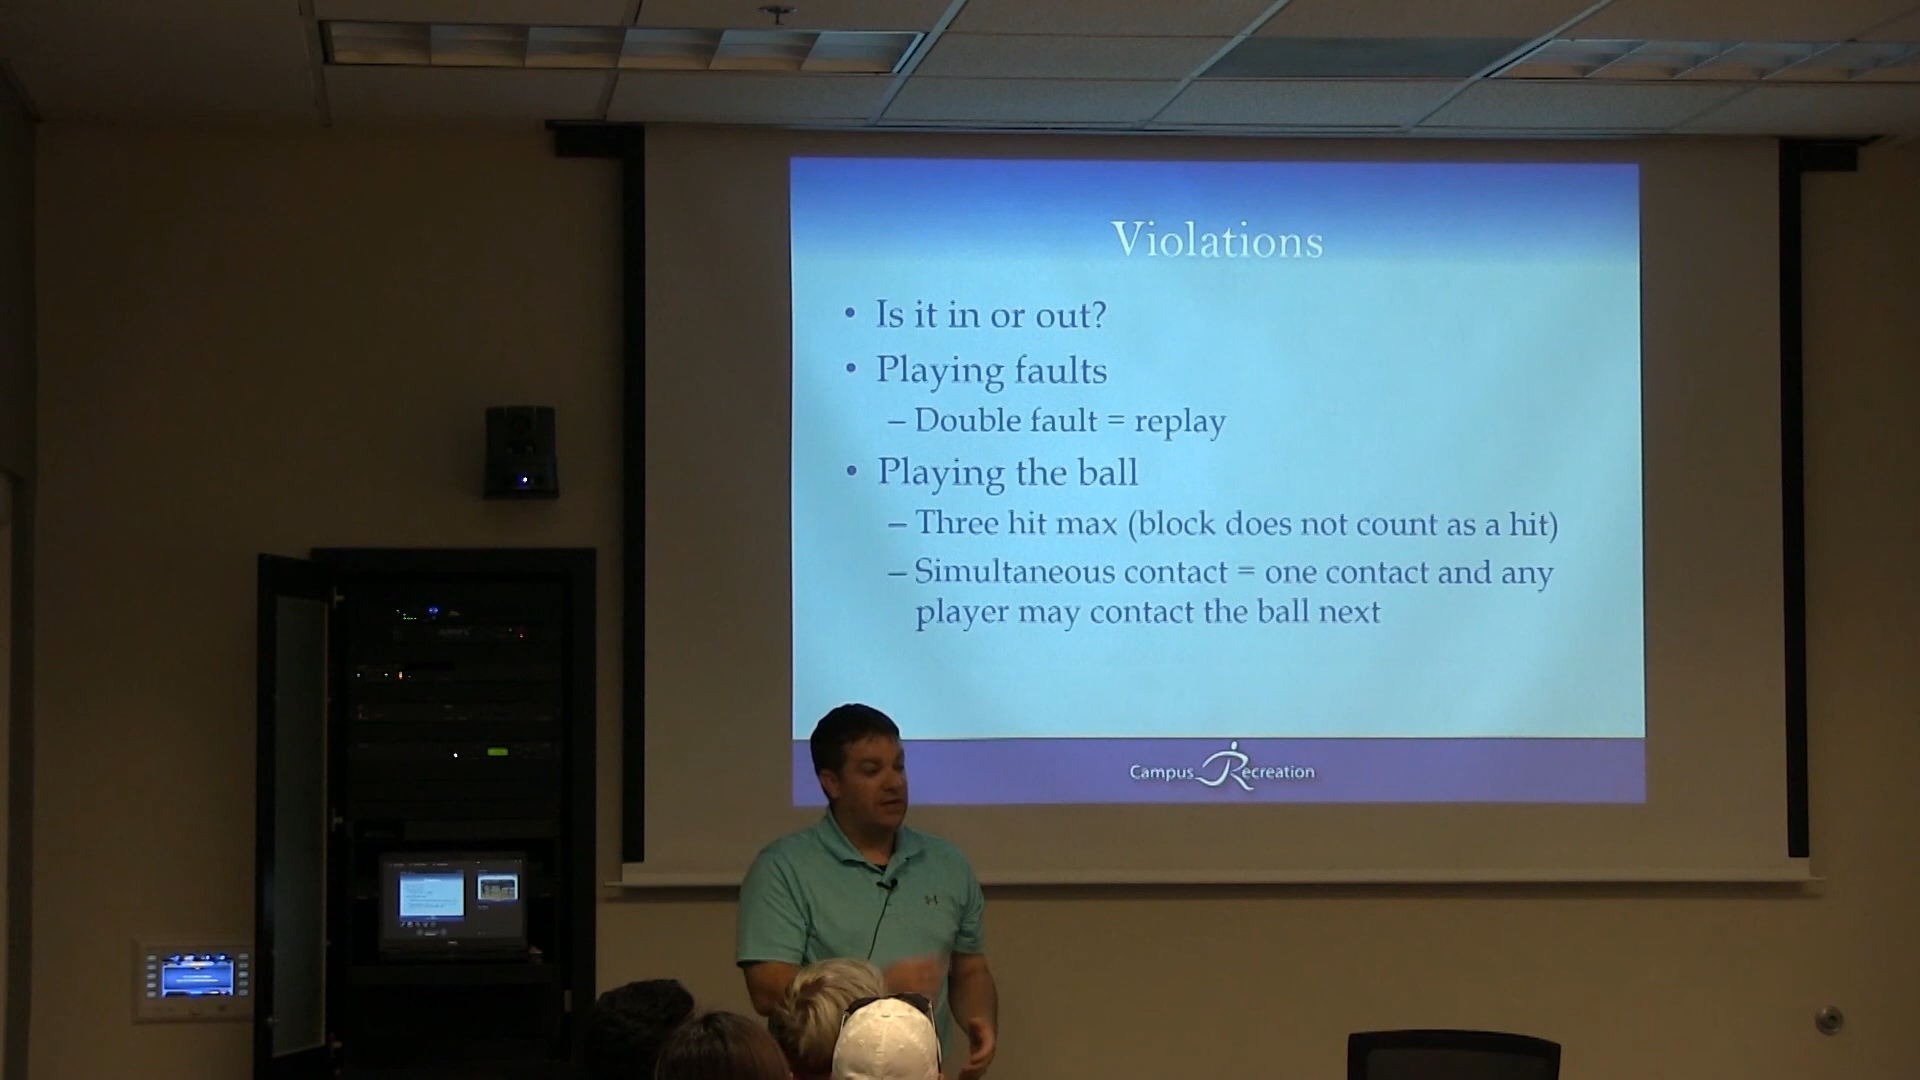 Violations
• Is it in or out?
• Playing faults
– Double fault = replay
• Playing the ball
– Three hit max (block does not count as a hit)
– Simultaneous contact = one contact and any
player may contact the ball next
Campus Recreation